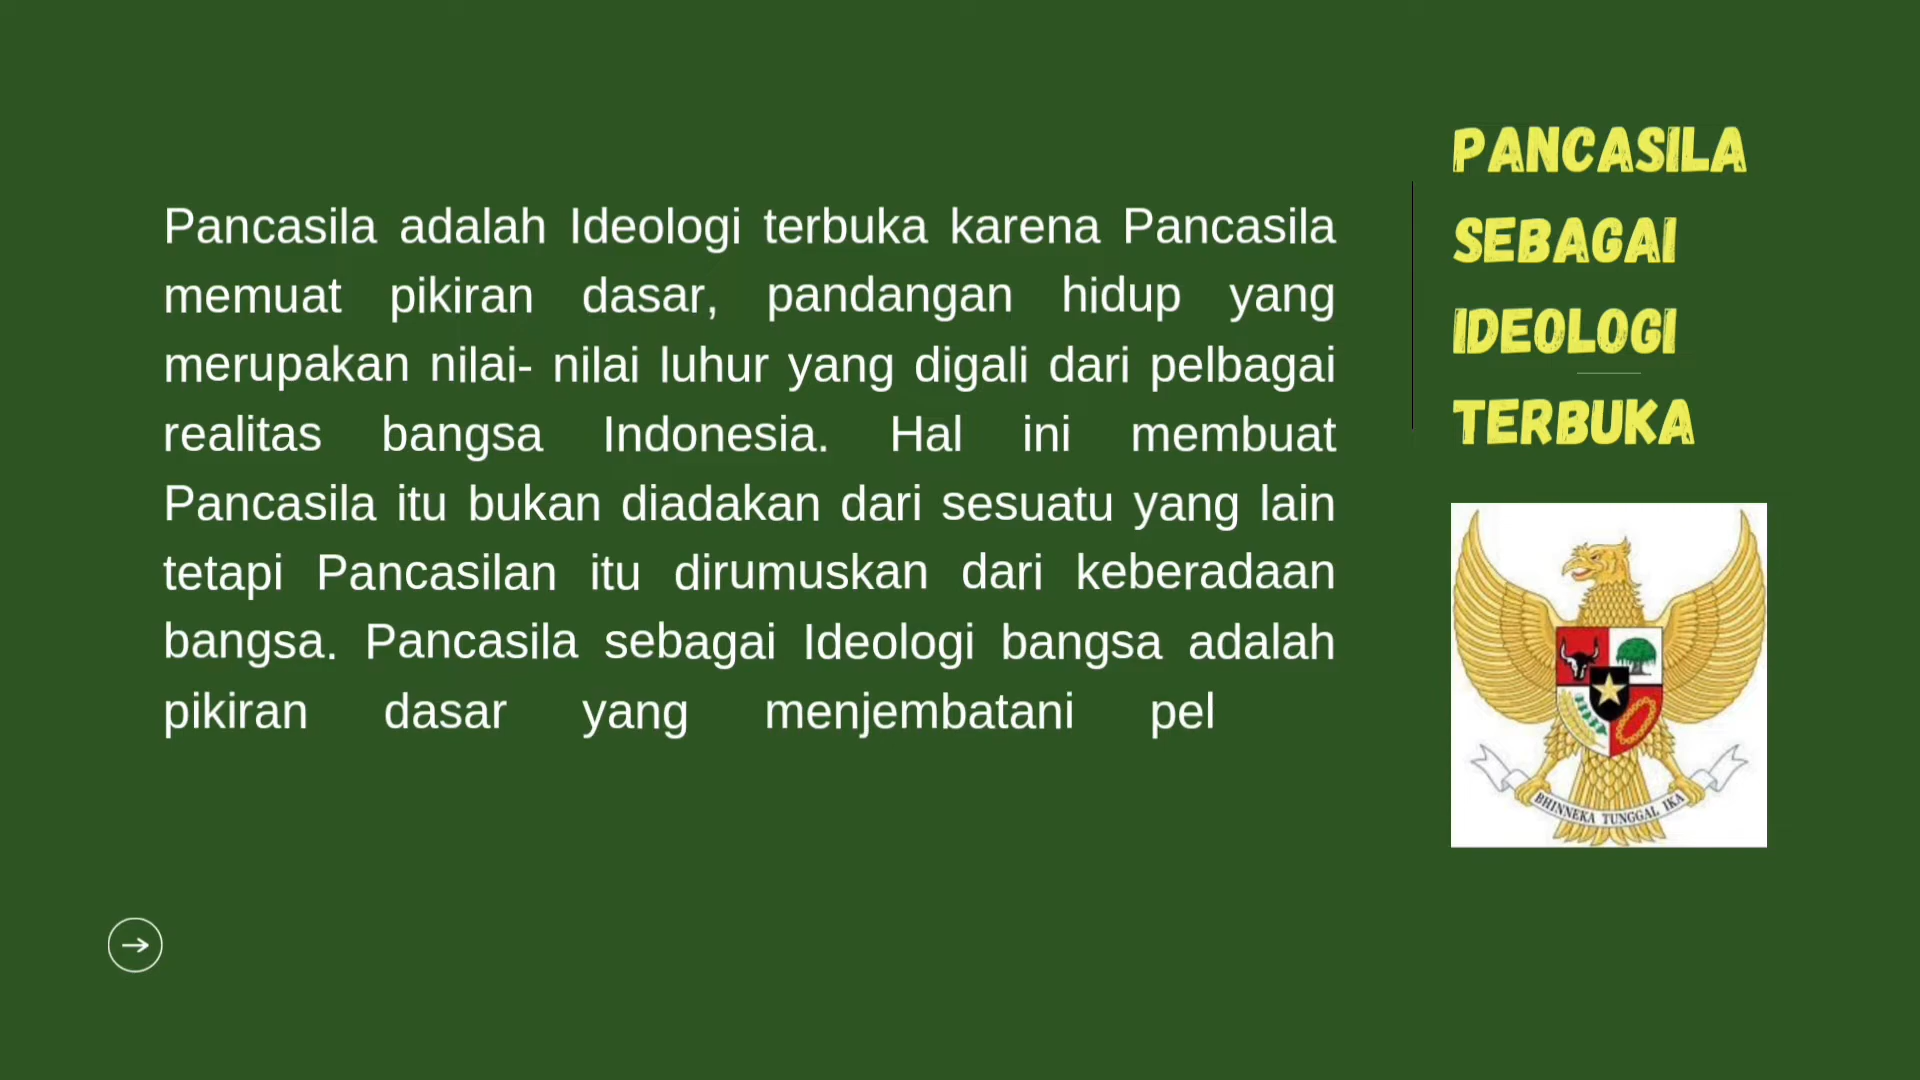 Pancasila adalah Ideologi terbuka karena Pancasila
memuat pikiran dasar, pandangan hidup yang
merupakan nilai- nilai luhur yang digali dari pelbagai
realitas bangsa Indonesia. Hal ini membuat
Pancasila itu bukan diadakan dari sesuatu yang lain
tetapi Pancasilan itu dirumuskan dari keberadaan
bangsa. Pancasila sebagai Ideologi bangsa adalah
pikiran dasar yang menjembatani pel
PANCASILA
SEBAGAI
IDEOLOGI
TERBUKA
BHINNEKA TUNGGAL IKA